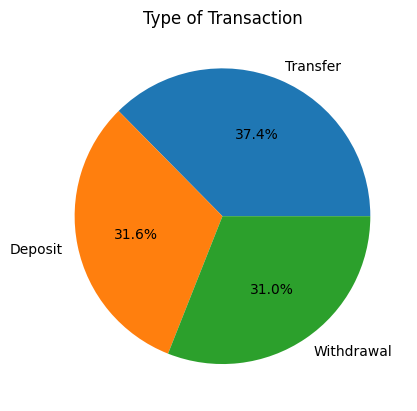 Type of Transaction
Transfer
37.4%
31.6%
Deposit
31.0%
Withdrawal